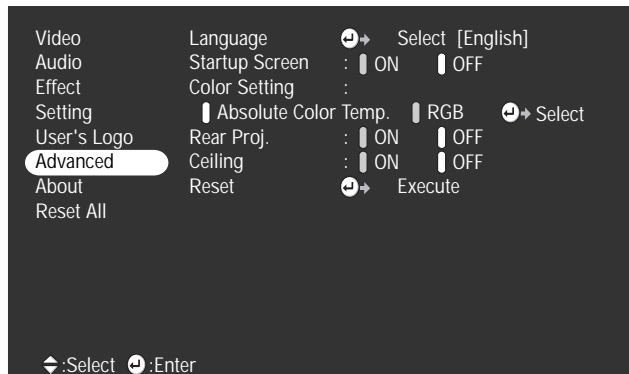 Video Language Select [English]
Audio Startup Screen : ON OFF
Effect Color Setting :
Setting Absolute Color Temp. RGB Select
User's Logo Rear Proj. : ON OFF
Advanced Ceiling : ON OFF
About Reset Execute
Reset All
:Select :Enter